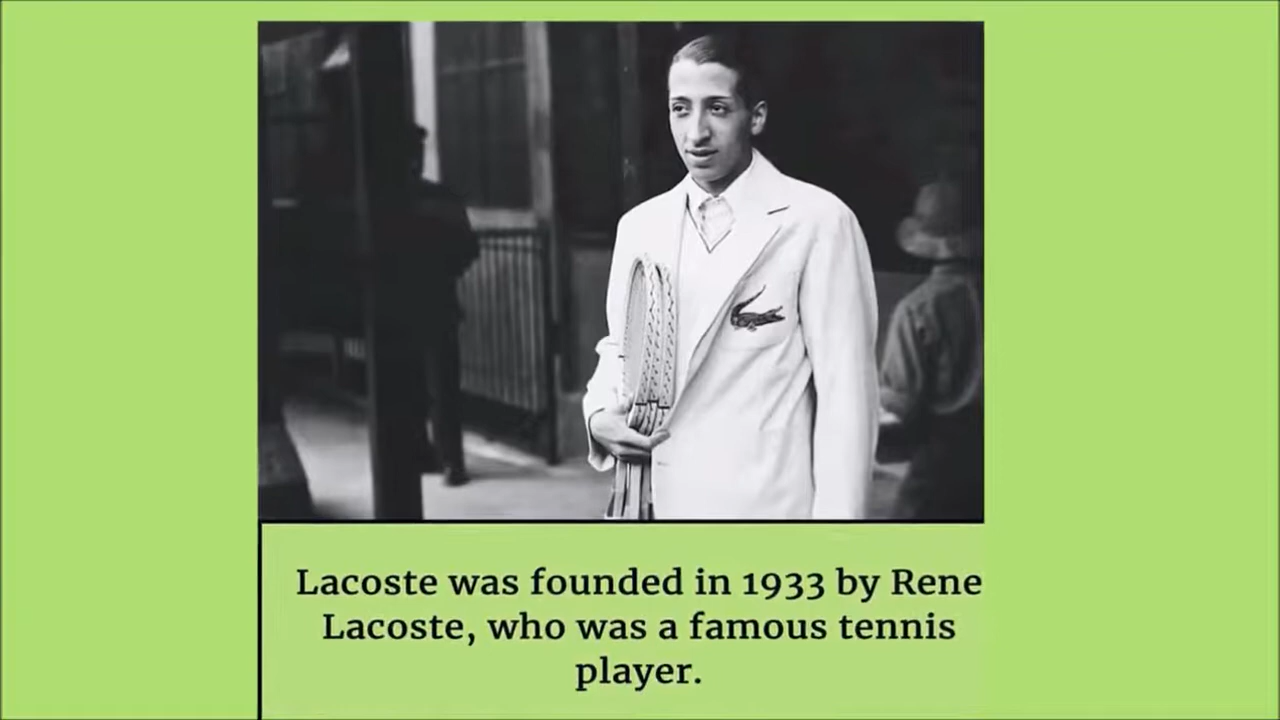 Lacoste was founded in 1933 by Rene
Lacoste, who was a famous tennis
player.